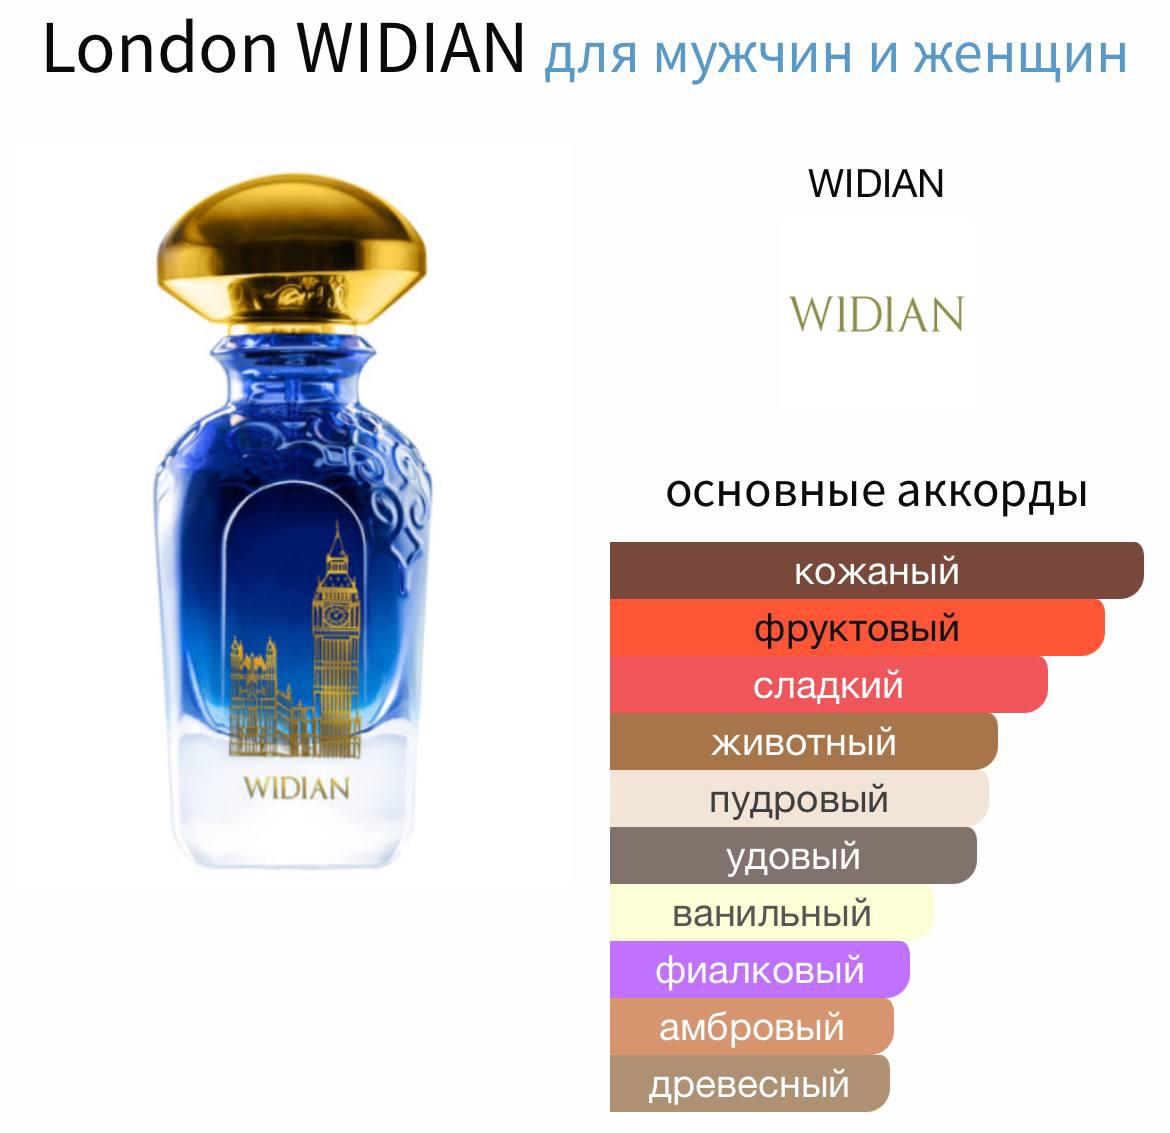 London WIDIAN для мужчин и женщин
WIDIAN
WIDIAN
WIDIAN
основные аккорды
кожаный
фруктовый
сладкий
животный
пудровый
удовый
ванильный
фиалковый
амбровый
древесный